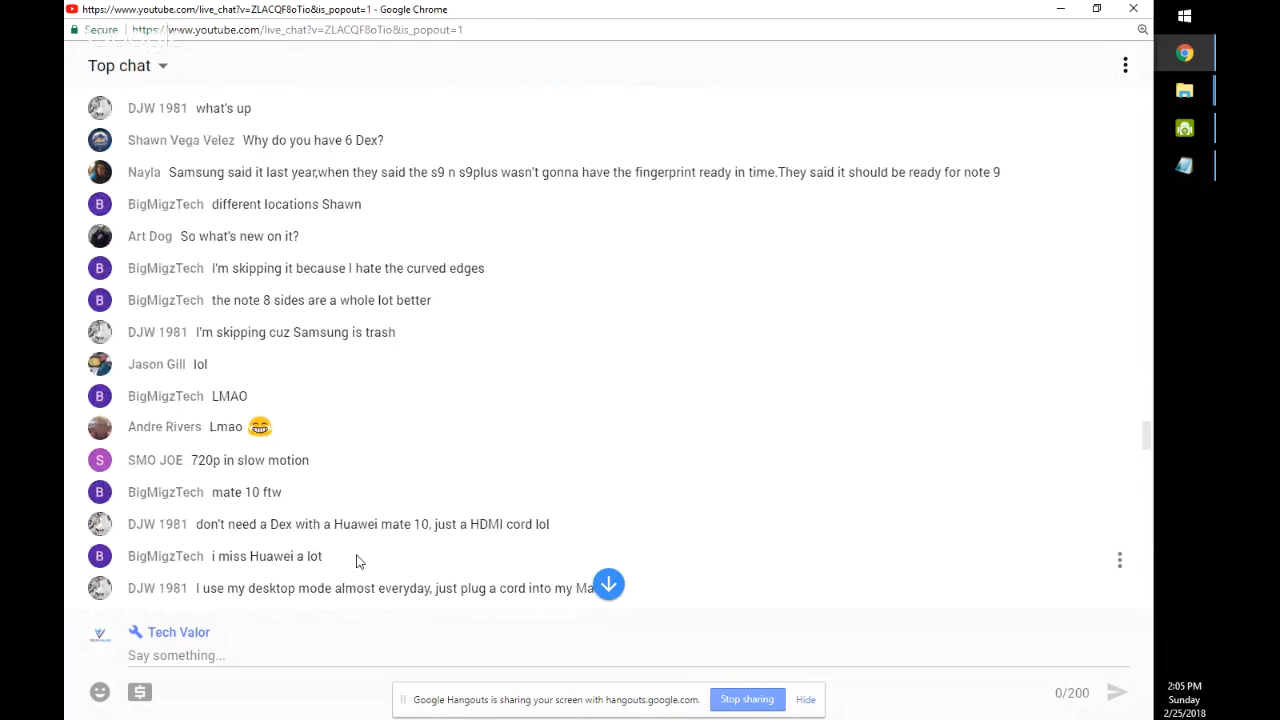 https://www.youtube.com/live_chat?v=ZLACQF8oTio&is_popout=1 - Google Chrome
Secure https://www.youtube.com/live_chat?v=ZLACQF8oTio&is_popout=1
Top chat
DJW 1981 what's up
Shawn Vega Velez Why do you have 6 Dex?
Nayla Samsung said it last year,when they said the s9 n s9plus wasn't gonna have the fingerprint ready in time.They said it should be ready for note 9
B BigMigzTech different locations Shawn
Art Dog So what's new on it?
B BigMigzTech I'm skipping it because I hate the curved edges
B BigMigzTech the note 8 sides are a whole lot better
DJW 1981 I'm skipping cuz Samsung is trash
Jason Gill lol
B BigMigzTech LMAO
Andre Rivers Lmao 😂
S SMO JOE 720p in slow motion
B BigMigzTech mate 10 ftw
DJW 1981 don't need a Dex with a Huawei mate 10, just a HDMI cord lol
B BigMigzTech i miss Huawei a lot
DJW 1981 I use my desktop mode almost everyday, just plug a cord into my Ma
Tech Valor
Say something...
0/200
Google Hangouts is sharing your screen with hangouts.google.com. Stop sharing Hide
2:05 PM
Sunday
2/25/2018